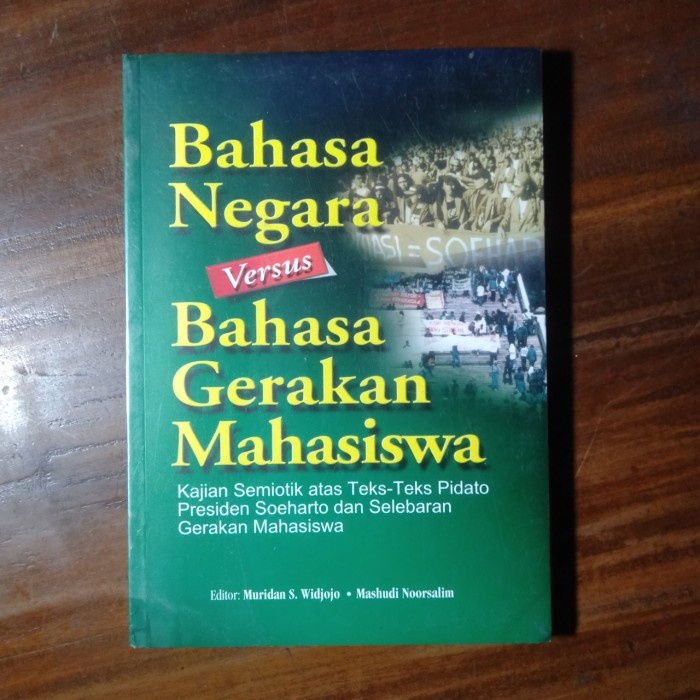 Bahasa
Negara
Versus
Bahasa
Gerakan
Mahasiswa
Kajian Semiotik atas Teks-Teks Pidato
Presiden Soeharto dan Selebaran
Gerakan Mahasiswa
Editor: Muridan S. Widjojo • Mashudi Noorsalim
= SOEHAR